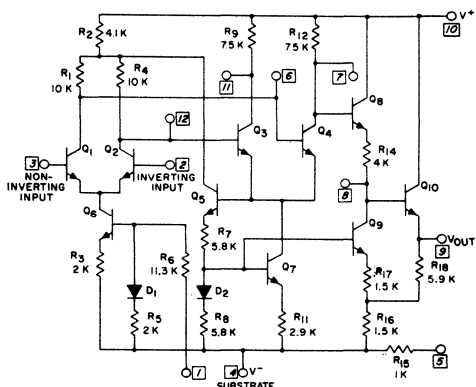 R2
4.1K
R9
7.5K
R12
7.5K
V+
10
R1
10K
R4
10K
11
6
7
12
Q8
Q3
Q4
R14
4K
3
Q1
Q2
2
NON-
INVERTING
INPUT
INVERTING
INPUT
8
Q10
Q5
Q6
R7
5.8K
Q9
VOUT
9
R3
2K
R6
11.3K
Q7
R17
1.5K
R18
5.9K
D1
D2
R5
2K
R8
5.8K
R11
2.9K
R16
1.5K
1
4
V-
SUBSTRATE
R15
1K
5